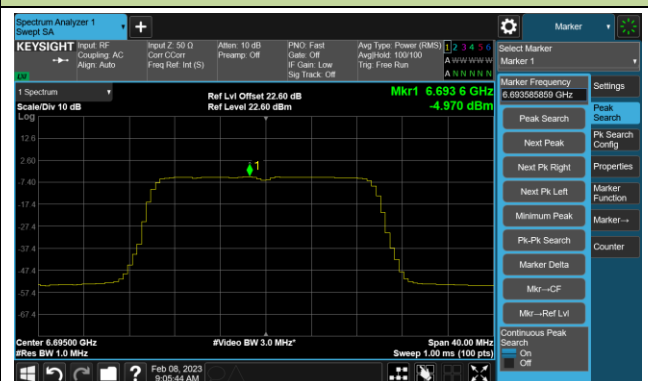 Spectrum Analyzer 1
Swept SA
Marker
KEYSIGHT
Input: RF
Coupling: AC
Align: Auto
Input Z: 50 Ω
Corr CCorr
Freq Ref: Int (S)
Atten: 10 dB
Preamp: Off
PNO: Fast
Gate: Off
IF Gain: Low
Sig Track: Off
Avg Type: Power (RMS)
Avg|Hold: 100/100
Trig: Free Run
1 2 3 4 5 6
A W W W W W
A N N N N N
Select Marker
Marker 1
LXI
1 Spectrum
Scale/Div 10 dB
Log
Ref Lvl Offset 22.60 dB
Ref Level 22.60 dBm
Mkr1 6.693 6 GHz
-4.970 dBm
1
12.6
2.60
-7.40
-17.4
-27.4
-37.4
-47.4
-57.4
-67.4
Center 6.69500 GHz
#Res BW 1.0 MHz
#Video BW 3.0 MHz*
Span 40.00 MHz
Sweep 1.00 ms (100 pts)
Marker Frequency
6.693585859 GHz
Peak Search
Next Peak
Next Pk Right
Next Pk Left
Minimum Peak
Pk-Pk Search
Marker Delta
Mkr→CF
Mkr→Ref Lvl
Continuous Peak
Search
On
Off
Settings
Peak
Search
Pk Search
Config
Properties
Marker
Function
Marker→
Counter
?
Feb 08, 2023
9:05:44 AM